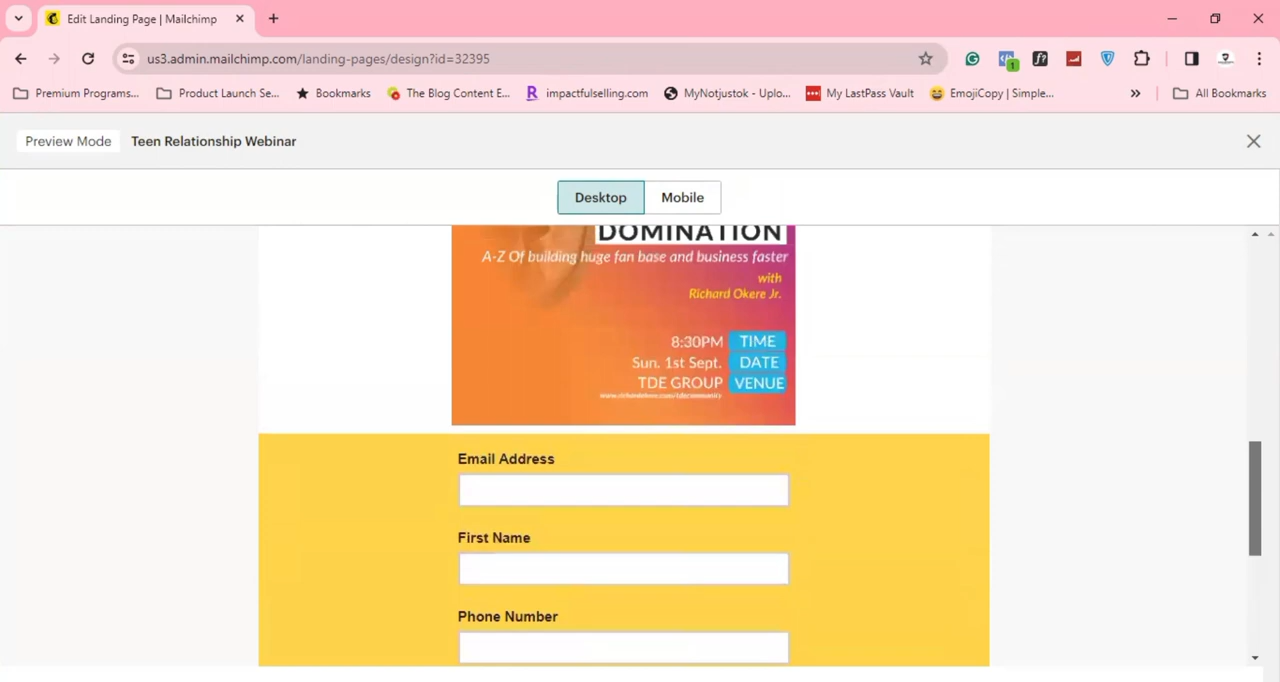 Edit Landing Page | Mailchimp
us3.admin.mailchimp.com/landing-pages/design?id=32395
1
Premium Programs...
Product Launch Se...
Bookmarks
The Blog Content E...
impactfulselling.com
MyNotjustok - Uplo...
My LastPass Vault
EmojiCopy | Simple...
All Bookmarks
Preview Mode
Teen Relationship Webinar
Desktop
Mobile
DOMINATION
A-Z Of building huge fan base and business faster
with
Richard Okere Jr.
8:30PM TIME
Sun. 1st Sept. DATE
TDE GROUP VENUE
Email Address
First Name
Phone Number